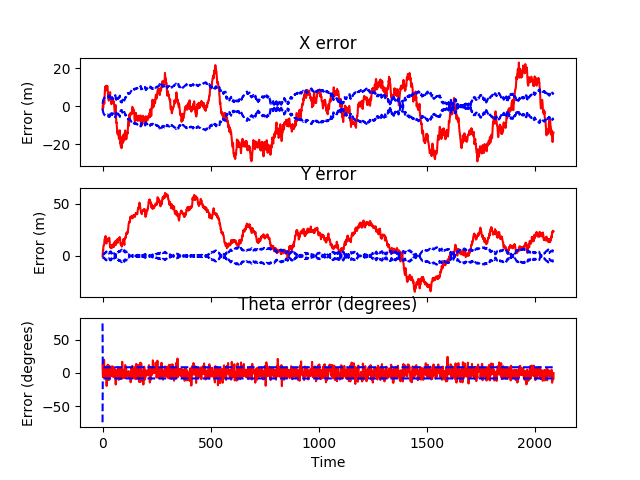 X error
20
0
−20
Error (m)
Y error
50
0
Error (m)
Theta error (degrees)
50
0
−50
Error (degrees)
0 500 1000 1500 2000
Time